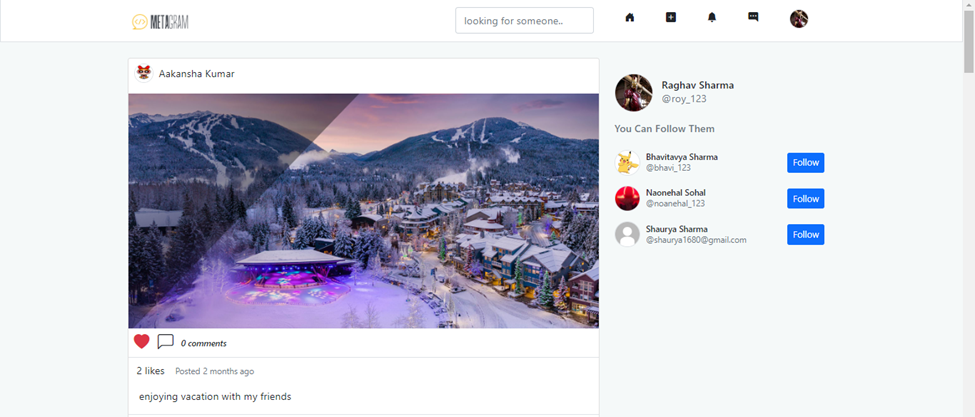 METAGRAM
looking for someone..
Aakansha Kumar
0 comments
2 likes Posted 2 months ago
enjoying vacation with my friends
Raghav Sharma
@roy_123
You Can Follow Them
Bhavitavya Sharma
@bhavi_123
Follow
Naonehal Sohal
@noanehal_123
Follow
Shaurya Sharma
@shaurya1680@gmail.com
Follow